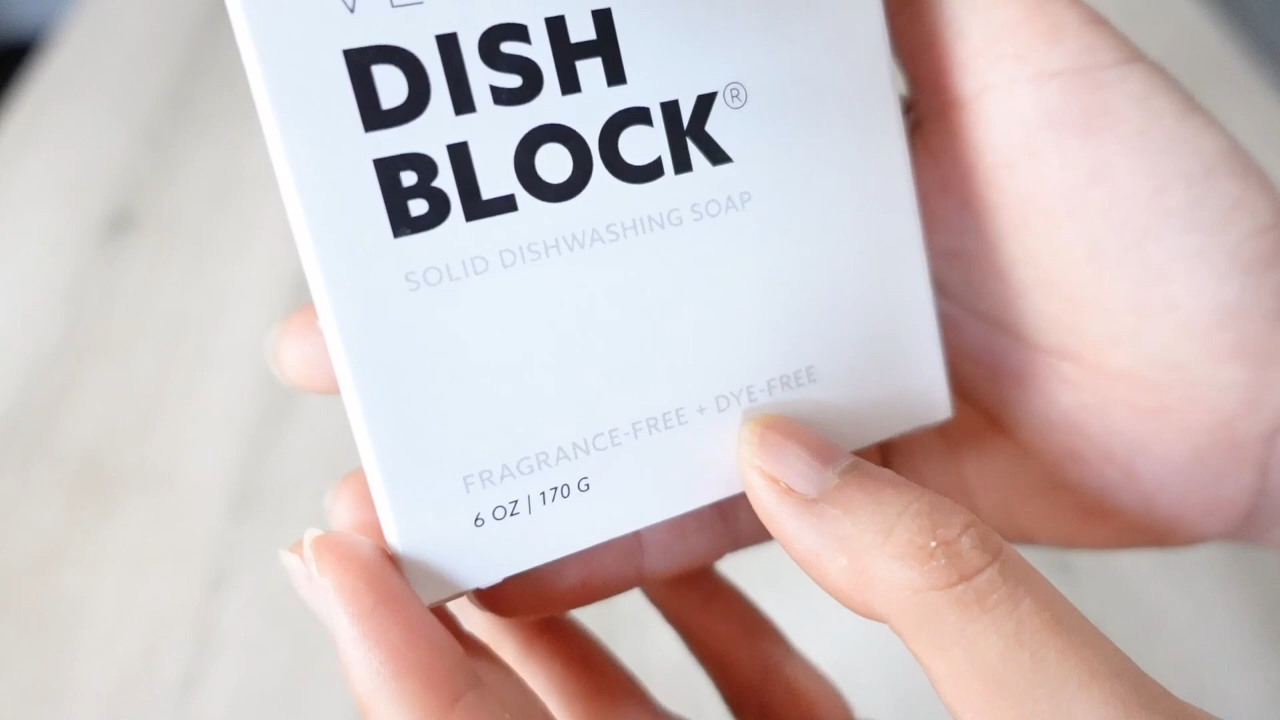 DISH
BLOCK®
SOLID DISHWASHING SOAP
FRAGRANCE-FREE + DYE-FREE
6 OZ | 170 G